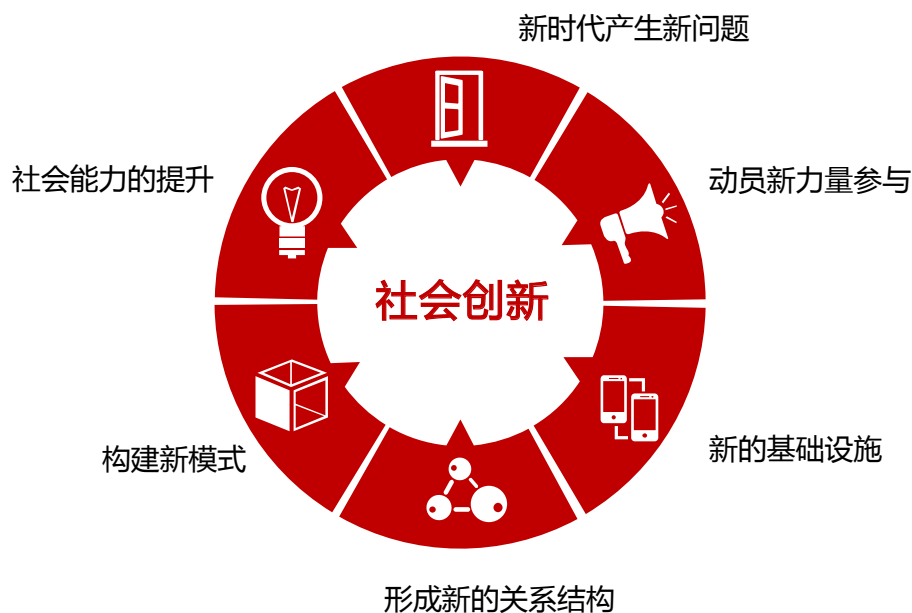 新时代产生新问题
社会能力的提升
动员新力量参与
社会创新
构建新模式
新的基础设施
形成新的关系结构